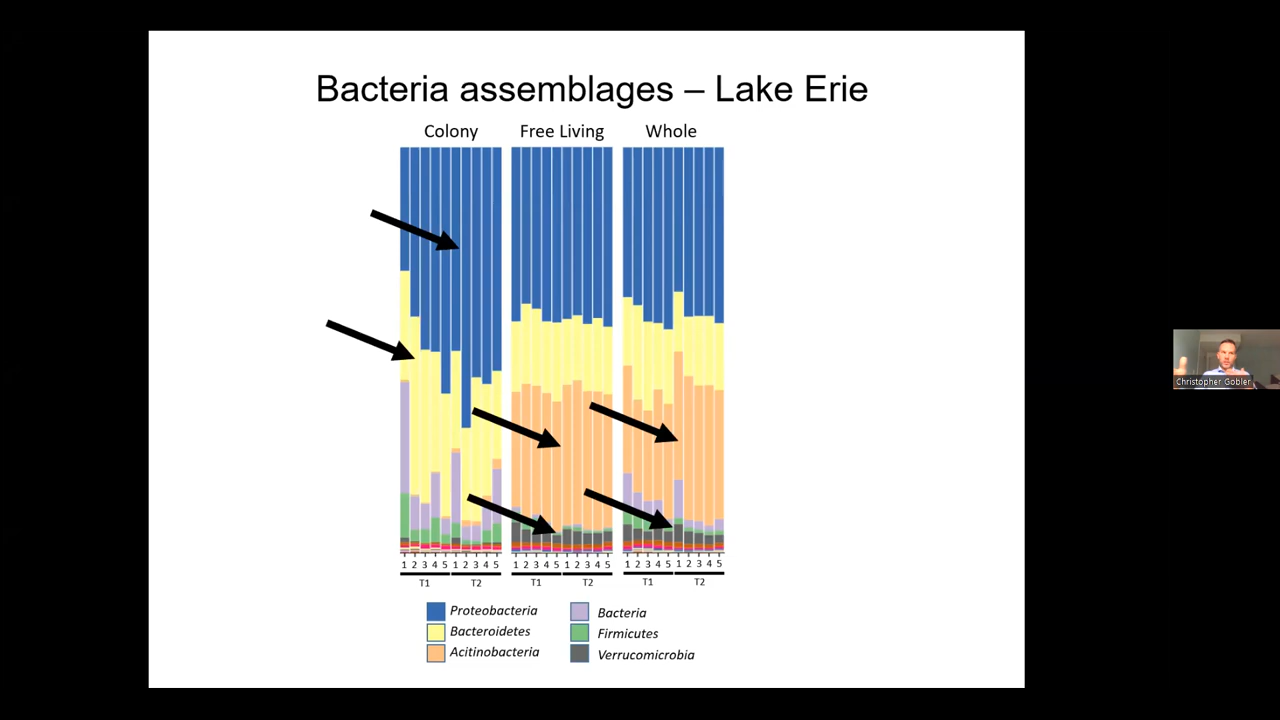 Bacteria assemblages – Lake Erie
Colony Free Living Whole
1 2 3 4 5 1 2 3 4 5 1 2 3 4 5 1 2 3 4 5 1 2 3 4 5 1 2 3 4 5
T1 T2 T1 T2 T1 T2
Proteobacteria
Bacteroidetes
Acitinobacteria
Bacteria
Firmicutes
Verrucomicrobia
Christopher Gobler